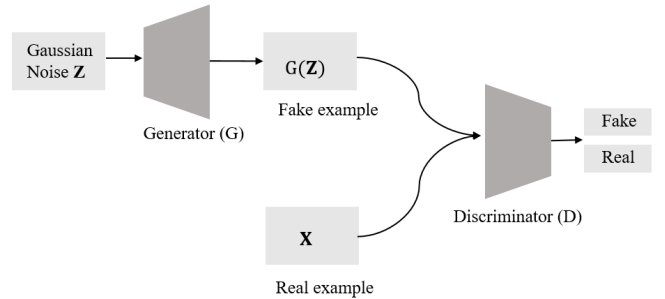 Gaussian
Noise Z
Generator (G)
G(Z)
Fake example
X
Real example
Discriminator (D)
Fake
Real